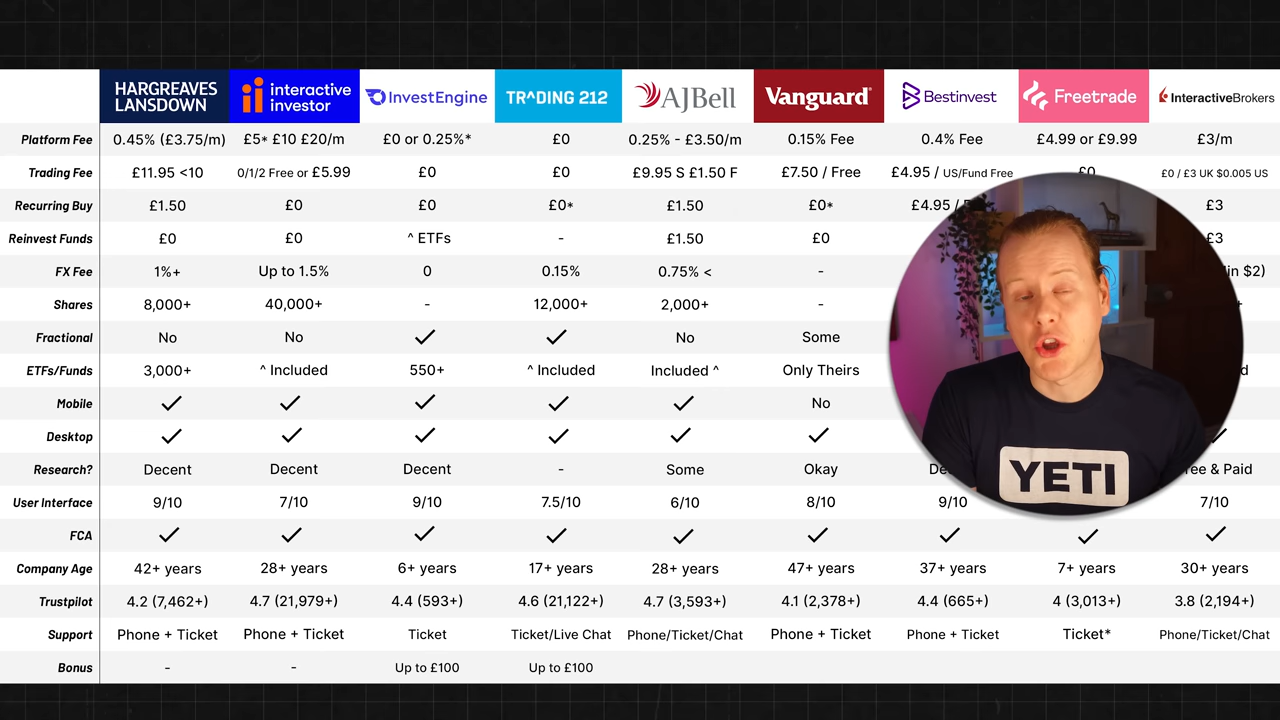 HARGREAVES LANSDOWN interactive investor InvestEngine TR^DING 212 AJBell Vanguard Bestinvest Freetrade InteractiveBrokers
Platform Fee 0.45% (£3.75/m) £5* £10 £20/m £0 or 0.25%* £0 0.25% - £3.50/m 0.15% Fee 0.4% Fee £4.99 or £9.99 £3/m
Trading Fee £11.95 <10 0/1/2 Free or £5.99 £0 £0 £9.95 S £1.50 F £7.50 / Free £4.95 / US/Fund Free £0 £0 / £3 UK $0.005 US
Recurring Buy £1.50 £0 £0 £0* £1.50 £0* £4.95 / £3
Reinvest Funds £0 £0 ^ ETFs - £1.50 £0 £3
FX Fee 1%+ Up to 1.5% 0 0.15% 0.75% < - in $2)
Shares 8,000+ 40,000+ - 12,000+ 2,000+ -
Fractional No No ✓ ✓ No Some
ETFs/Funds 3,000+ ^ Included 550+ ^ Included Included ^ Only Theirs
Mobile ✓ ✓ ✓ ✓ ✓ No
Desktop ✓ ✓ ✓ ✓ ✓ ✓ ✓
Research? Decent Decent Decent - Some Okay & Paid
User Interface 9/10 7/10 9/10 7.5/10 6/10 8/10 9/10 7/10
YETI
FCA ✓ ✓ ✓ ✓ ✓ ✓ ✓ ✓ ✓
Company Age 42+ years 28+ years 6+ years 17+ years 28+ years 47+ years 37+ years 7+ years 30+ years
Trustpilot 4.2 (7,462+) 4.7 (21,979+) 4.4 (593+) 4.6 (21,122+) 4.7 (3,593+) 4.1 (2,378+) 4.4 (665+) 4 (3,013+) 3.8 (2,194+)
Support Phone + Ticket Phone + Ticket Ticket Ticket/Live Chat Phone/Ticket/Chat Phone + Ticket Phone + Ticket Ticket* Phone/Ticket/Chat
Bonus - - Up to £100 Up to £100